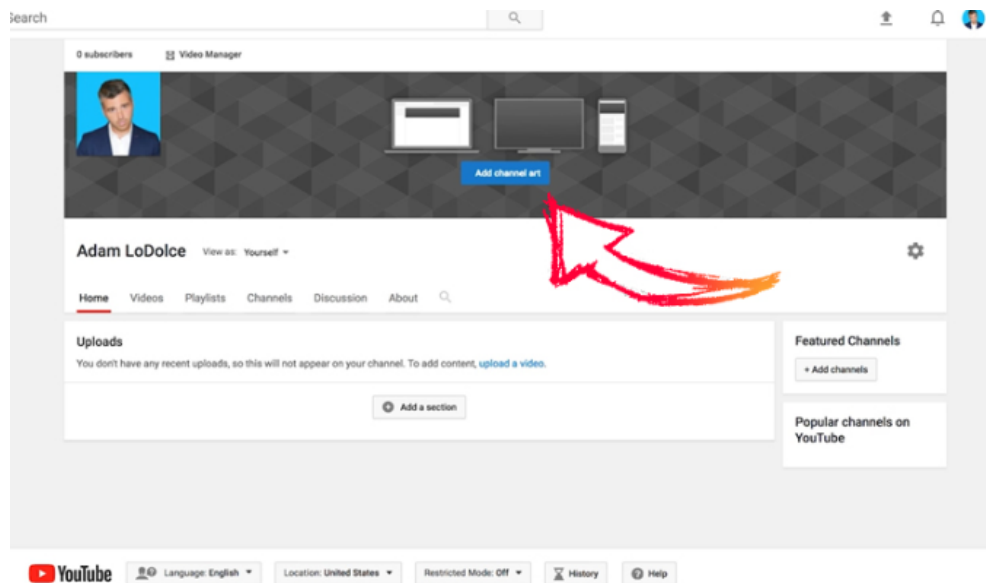 Search
0 subscribers Video Manager
Add channel art
Adam LoDolce View as: Yourself
Home Videos Playlists Channels Discussion About
Uploads
You don't have any recent uploads, so this will not appear on your channel. To add content, upload a video.
Add a section
Featured Channels
+ Add channels
Popular channels on
YouTube
YouTube Language: English Location: United States Restricted Mode: Off History Help